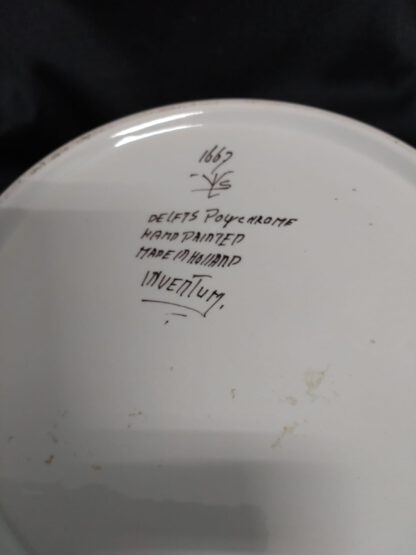 1667
DELFTS POLYCHROME
HAND PAINTED
MADE IN HOLLAND
INVENTUM.